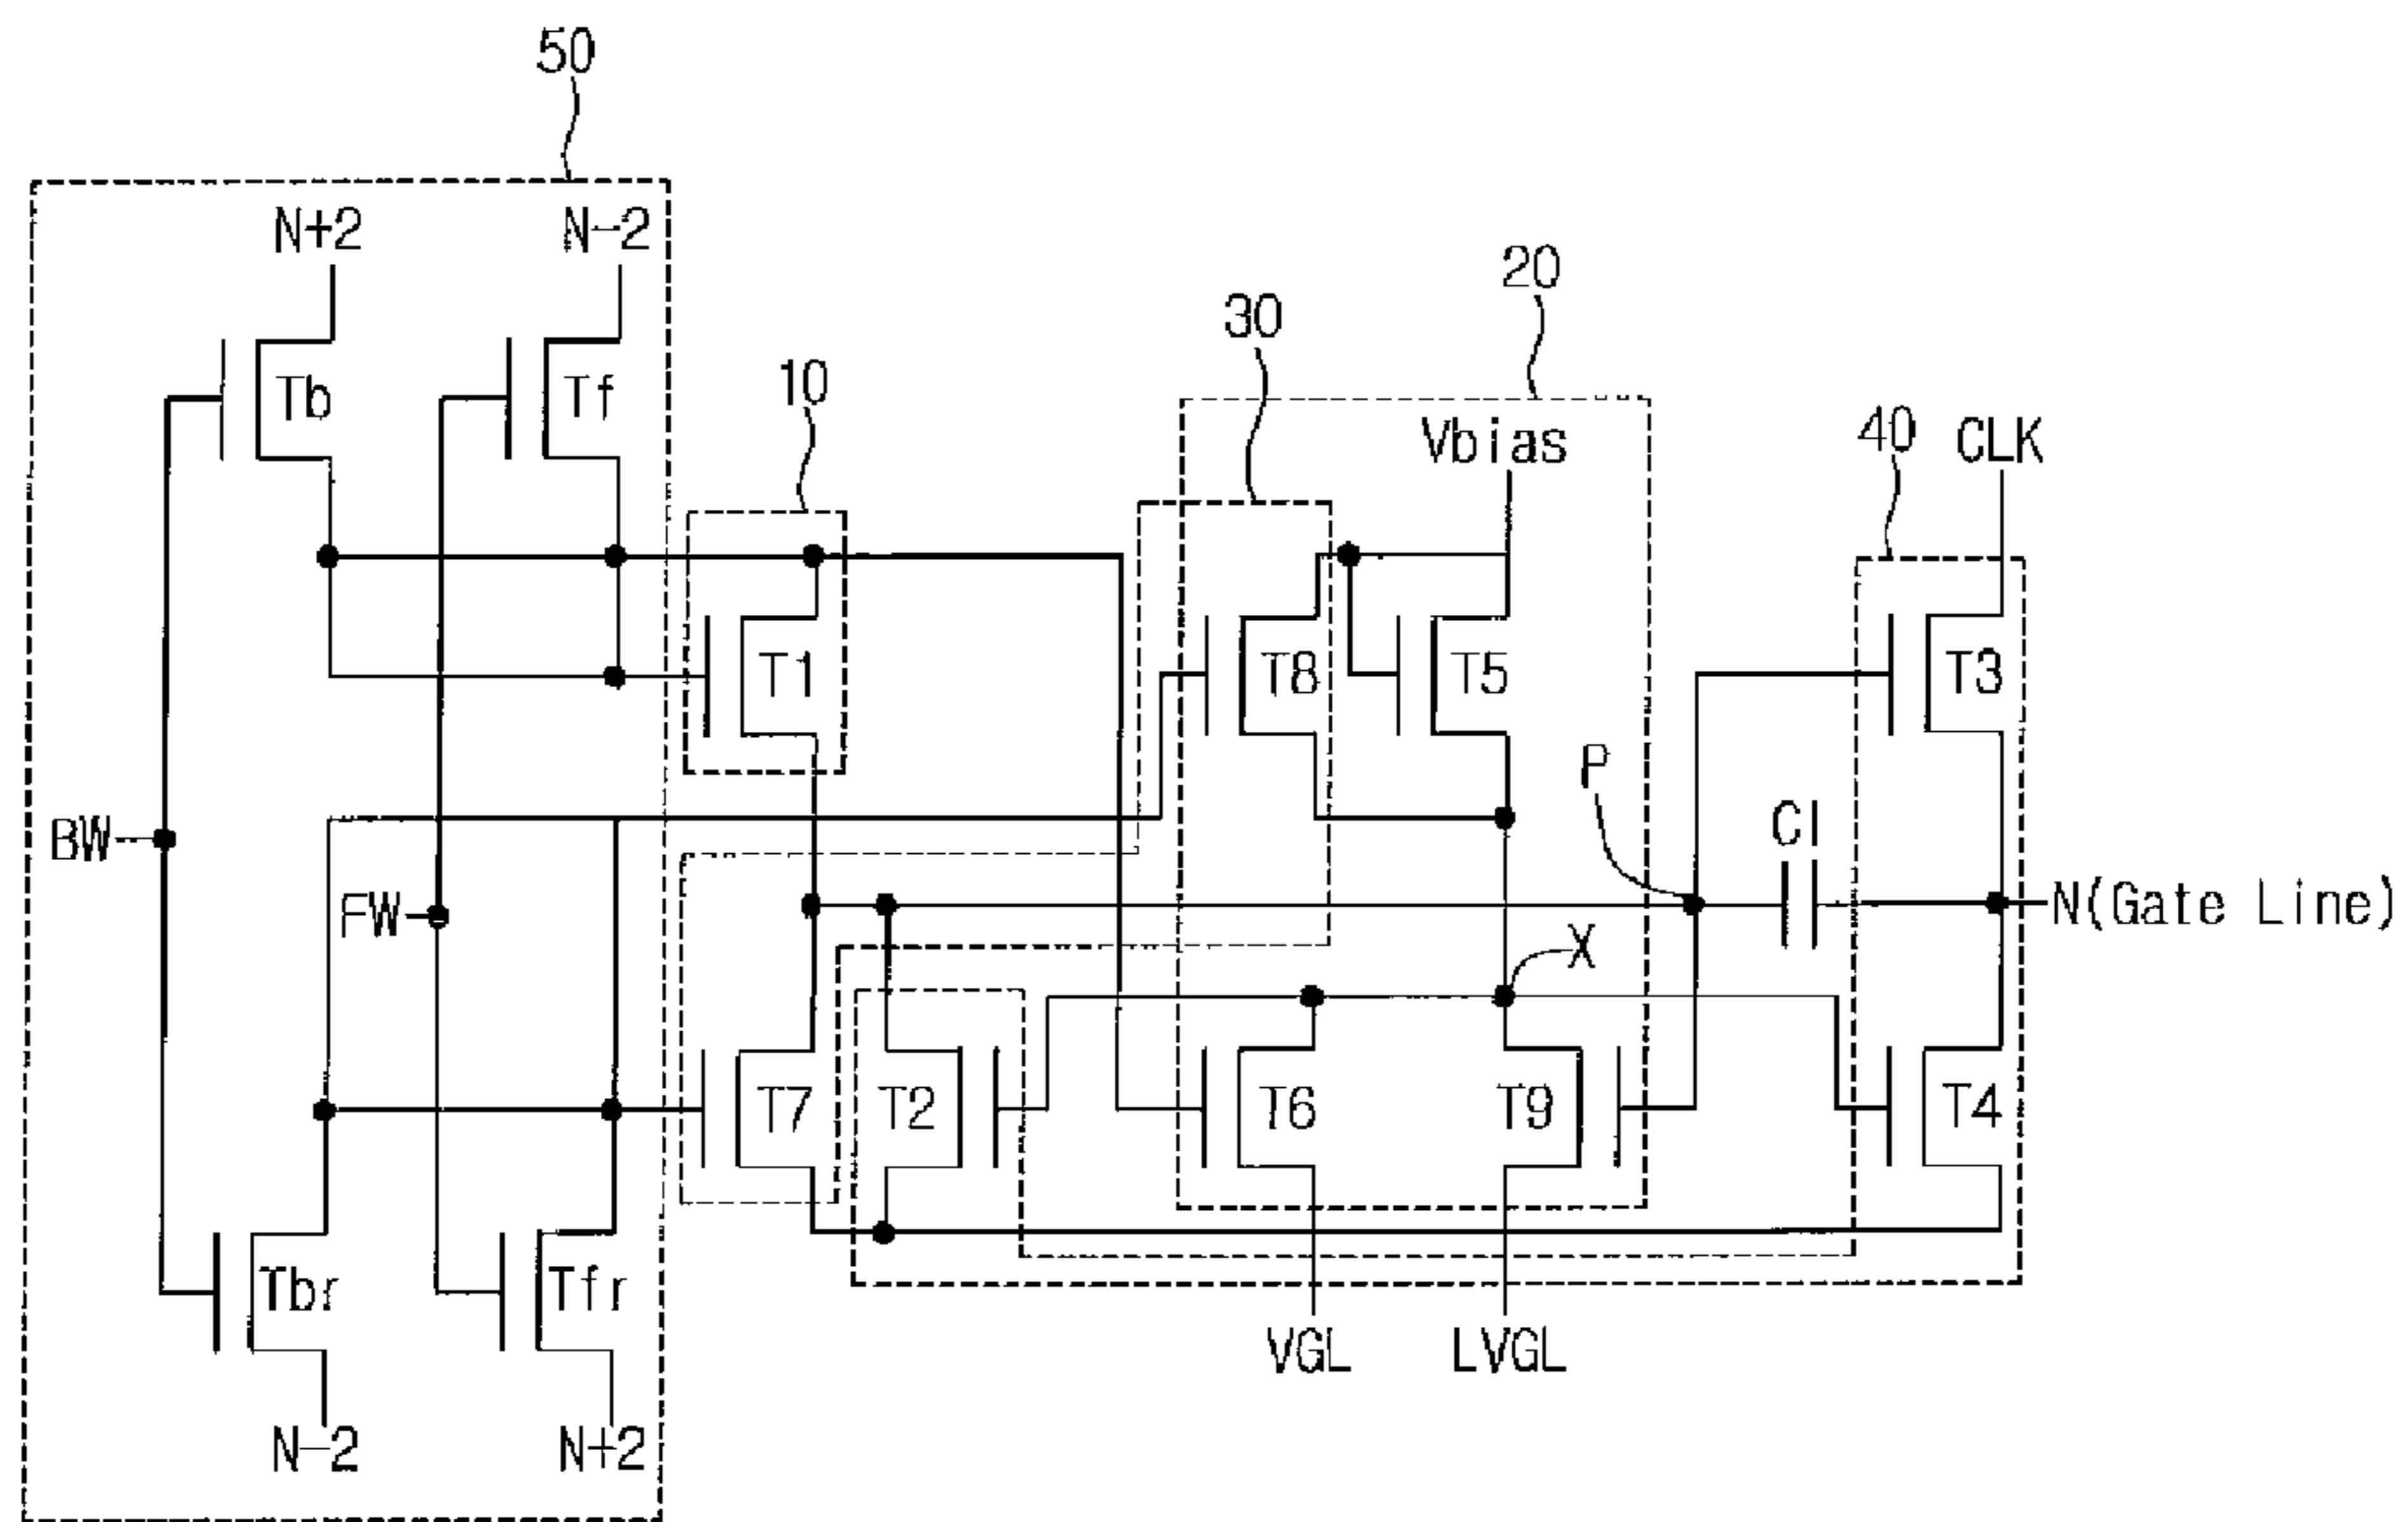 50
N+2
N-2
20
30
10
Tb
Tf
Vbias
40
CLK
T1
T8
T5
T3
P
C1
BW
FW
N(Gate Line)
X
T7
T2
T6
T9
T4
Tbr
Tfr
VGL
LVGL
N-2
N+2